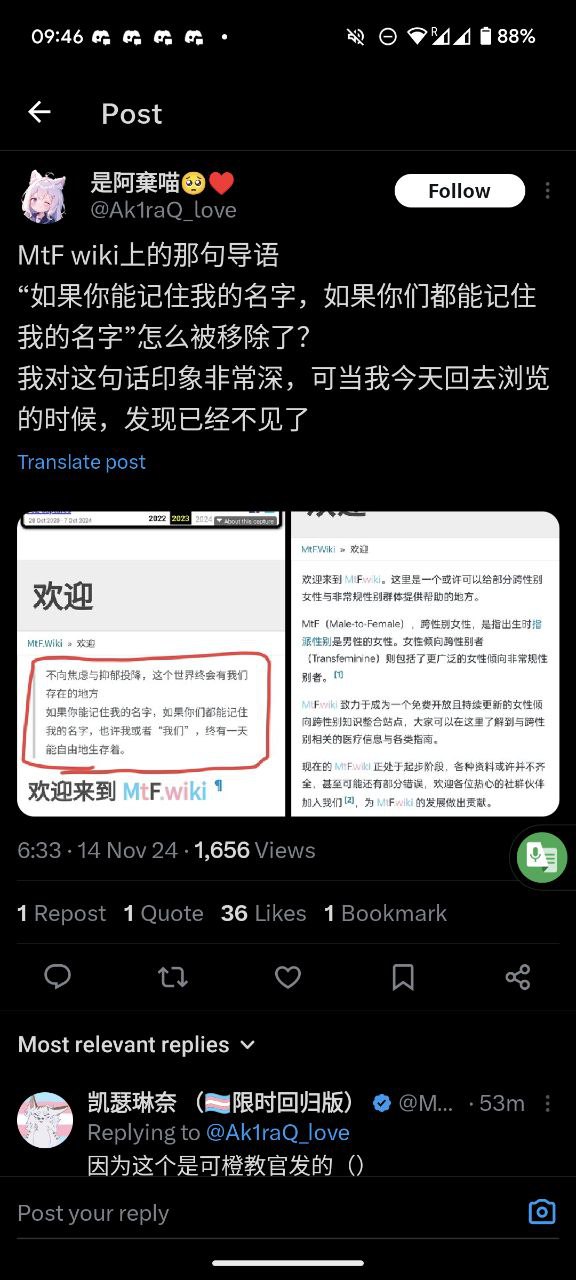 09:46
R
88%
Post
是阿棄喵🥺❤️
@Ak1raQ_love
Follow
MtF wiki上的那句导语
“如果你能记住我的名字，如果你们都能记住
我的名字”怎么被移除了？
我对这句话印象非常深，可当我今天回去浏览
的时候，发现已经不见了
Translate post
28 Oct 2020 - 7 Oct 2024
2022 2023 2024
About this capture
欢迎
MtF.Wiki » 欢迎
不向焦虑与抑郁投降，这个世界终会有我们
存在的地方
如果你能记住我的名字，如果你们都能记住
我的名字，也许我或者“我们”，终有一天
能自由地生存着。
欢迎来到 MtF.wiki ¶
欢迎
MtF.Wiki » 欢迎
欢迎来到 MtF.wiki。这里是一个或许可以给部分跨性别
女性与非常规性别群体提供帮助的地方。
MtF（Male-to-Female），跨性别女性，是指出生时指
派性别是男性的女性。女性倾向跨性别者
（Transfeminine）则包括了更广泛的女性倾向非常规性
别者。[1]
MtF.wiki 致力于成为一个免费开放且持续更新的女性倾
向跨性别知识整合站点，大家可以在这里了解到与跨性
别相关的医疗信息与各类指南。
现在的 MtF.wiki 正处于起步阶段，各种资料或许并不齐
全，甚至可能还有部分错误，欢迎各位热心的社群伙伴
加入我们[2]，为 MtF.wiki 的发展做出贡献。
6:33 · 14 Nov 24 · 1,656 Views
1 Repost 1 Quote 36 Likes 1 Bookmark
Most relevant replies
凯瑟琳奈 （🏳️‍⚧️限时回归版） @M... · 53m
Replying to @Ak1raQ_love
因为这个是可橙教官发的（）
Post your reply